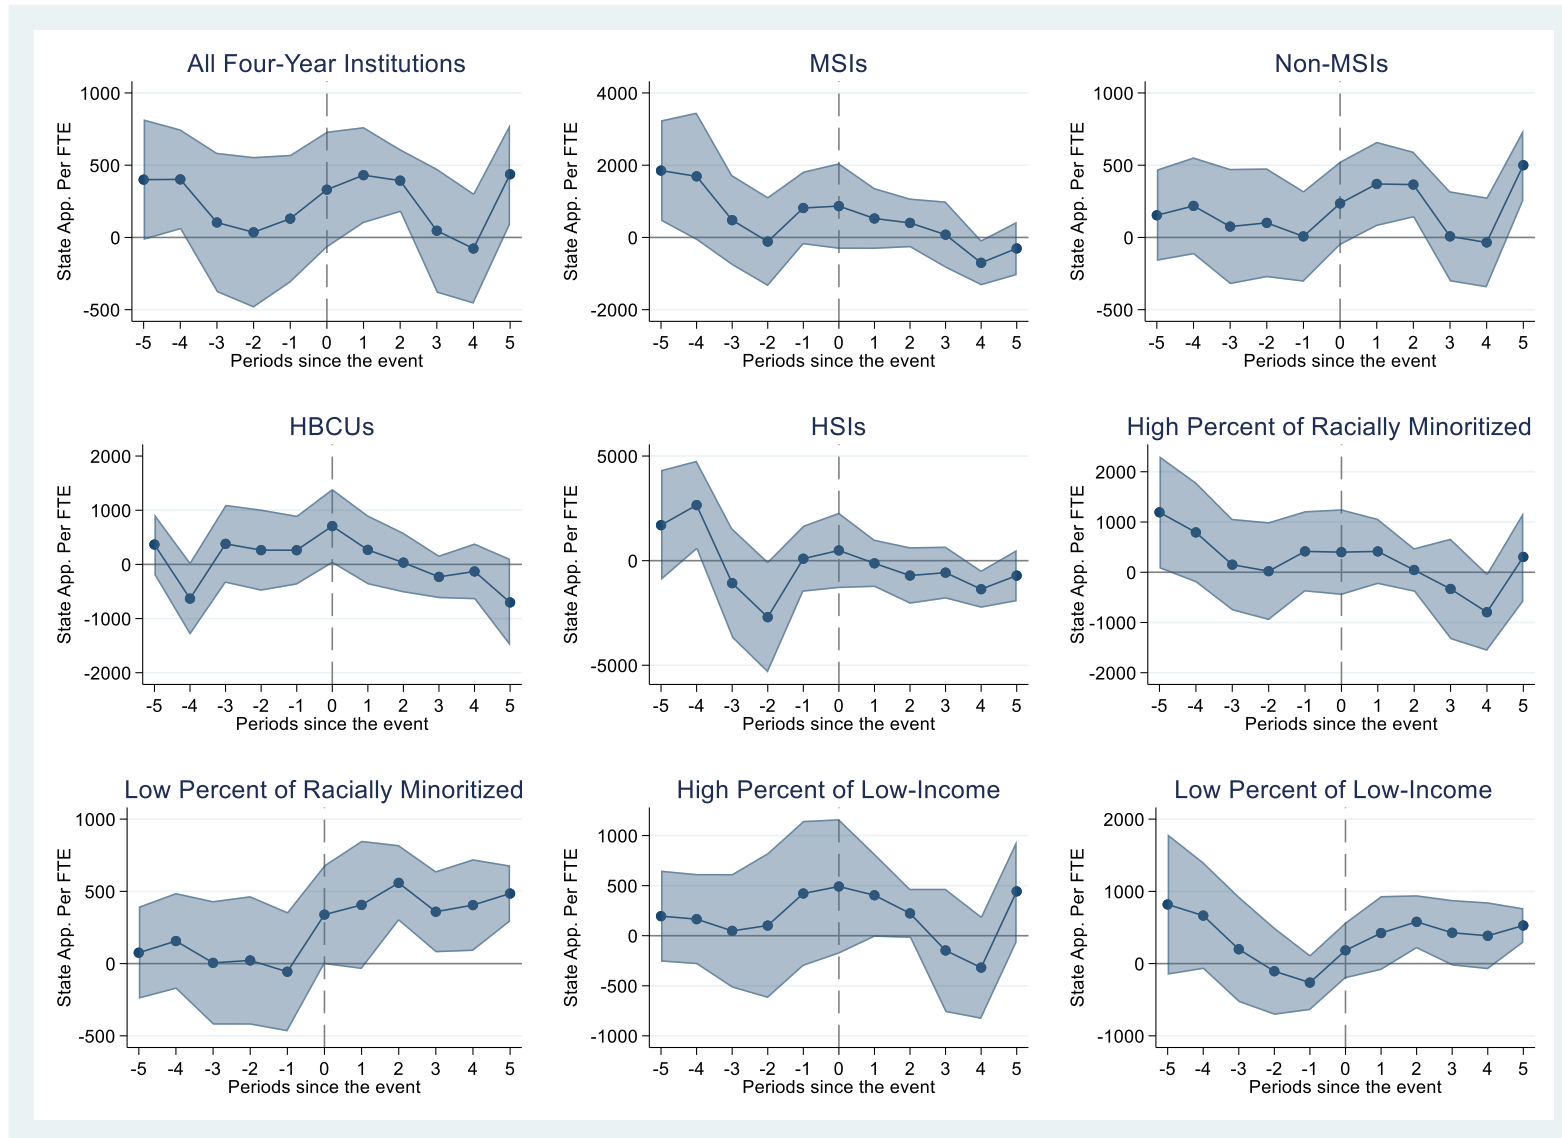 All Four-Year Institutions
1000
500
0
-500
State App. Per FTE
-5 -4 -3 -2 -1 0 1 2 3 4 5
Periods since the event
MSIs
4000
2000
0
-2000
State App. Per FTE
-5 -4 -3 -2 -1 0 1 2 3 4 5
Periods since the event
Non-MSIs
1000
500
0
-500
State App. Per FTE
-5 -4 -3 -2 -1 0 1 2 3 4 5
Periods since the event
HBCUs
2000
1000
0
-1000
-2000
State App. Per FTE
-5 -4 -3 -2 -1 0 1 2 3 4 5
Periods since the event
HSIs
5000
0
-5000
State App. Per FTE
-5 -4 -3 -2 -1 0 1 2 3 4 5
Periods since the event
High Percent of Racially Minoritized
2000
1000
0
-1000
-2000
State App. Per FTE
-5 -4 -3 -2 -1 0 1 2 3 4 5
Periods since the event
Low Percent of Racially Minoritized
1000
500
0
-500
State App. Per FTE
-5 -4 -3 -2 -1 0 1 2 3 4 5
Periods since the event
High Percent of Low-Income
1000
500
0
-500
-1000
State App. Per FTE
-5 -4 -3 -2 -1 0 1 2 3 4 5
Periods since the event
Low Percent of Low-Income
2000
1000
0
-1000
State App. Per FTE
-5 -4 -3 -2 -1 0 1 2 3 4 5
Periods since the event